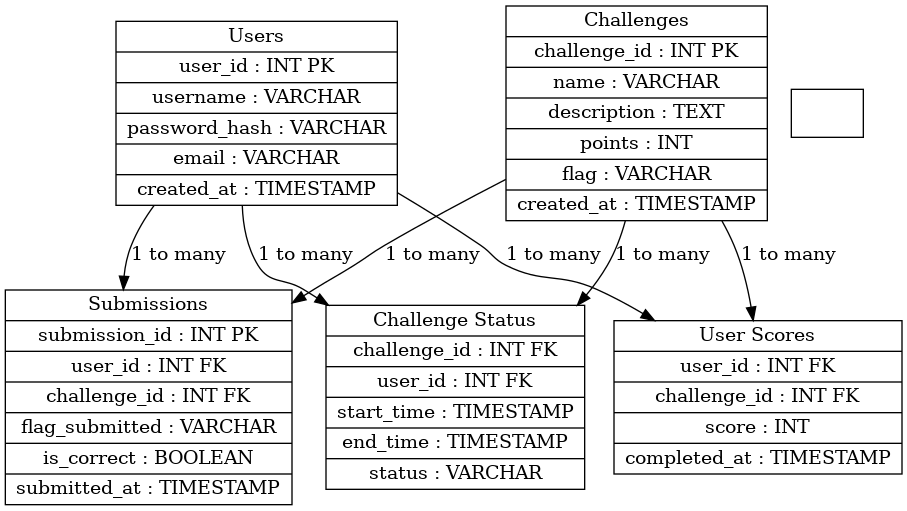 Users
user_id : INT PK
username : VARCHAR
password_hash : VARCHAR
email : VARCHAR
created_at : TIMESTAMP
Challenges
challenge_id : INT PK
name : VARCHAR
description : TEXT
points : INT
flag : VARCHAR
created_at : TIMESTAMP
1 to many
1 to many
1 to many
1 to many
1 to many
1 to many
Submissions
submission_id : INT PK
user_id : INT FK
challenge_id : INT FK
flag_submitted : VARCHAR
is_correct : BOOLEAN
submitted_at : TIMESTAMP
Challenge Status
challenge_id : INT FK
user_id : INT FK
start_time : TIMESTAMP
end_time : TIMESTAMP
status : VARCHAR
User Scores
user_id : INT FK
challenge_id : INT FK
score : INT
completed_at : TIMESTAMP